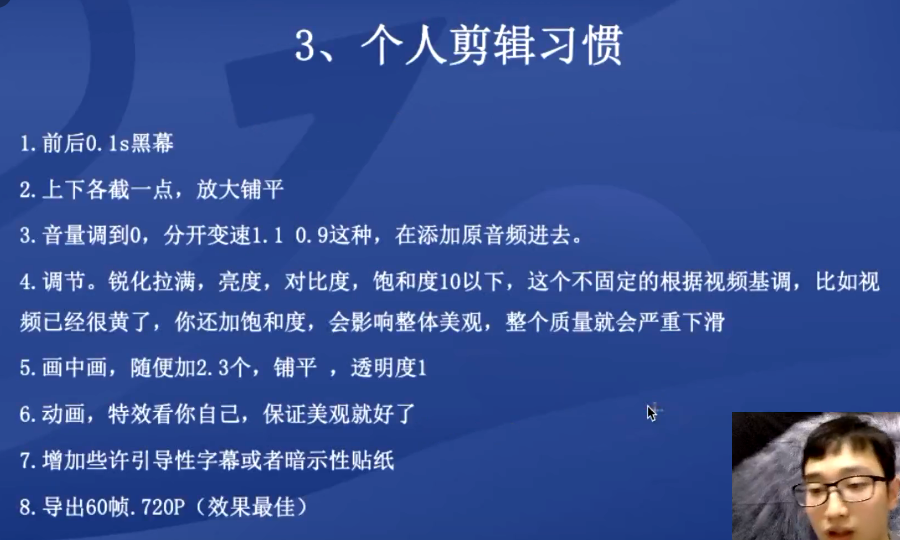 3、个人剪辑习惯
1.前后0.1s黑幕
2.上下各截一点，放大铺平
3.音量调到0，分开变速1.1 0.9这种，在添加原音频进去。
4.调节。锐化拉满，亮度，对比度，饱和度10以下，这个不固定的根据视频基调，比如视
频已经很黄了，你还加饱和度，会影响整体美观，整个质量就会严重下滑
5.画中画，随便加2.3个，铺平 ，透明度1
6.动画，特效看你自己，保证美观就好了
7.增加些许引导性字幕或者暗示性贴纸
8.导出60帧.720P（效果最佳）